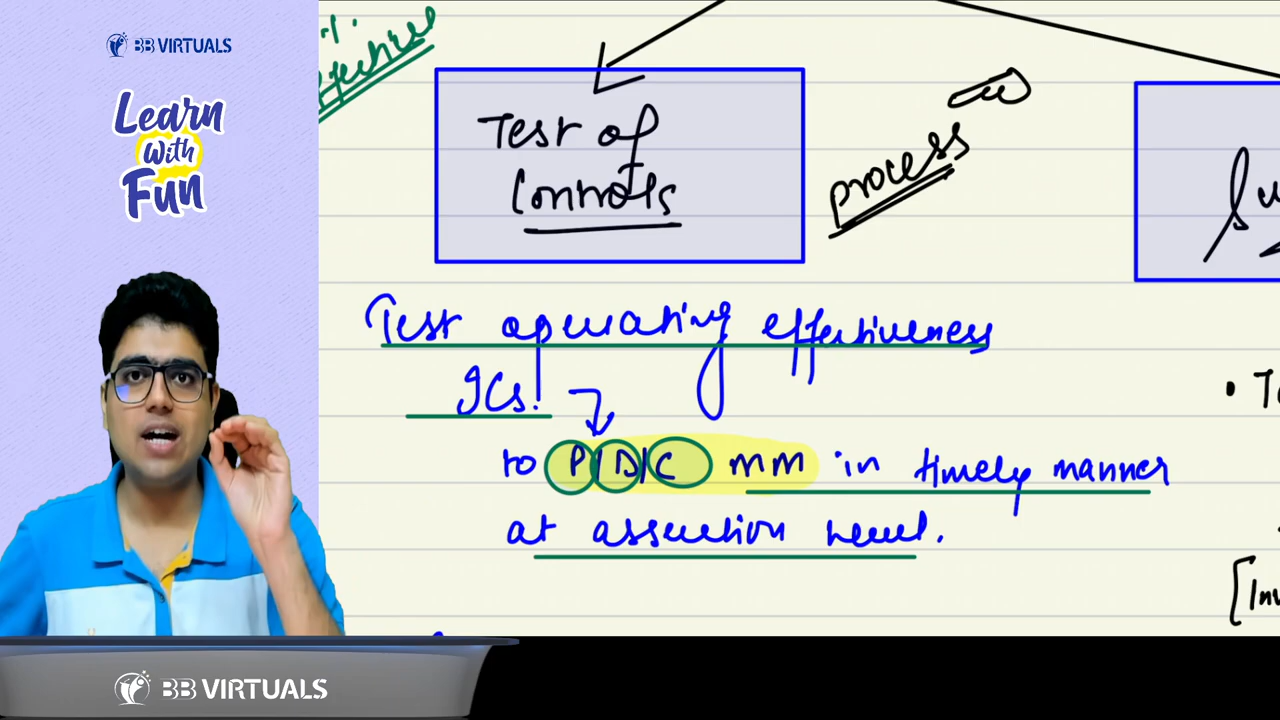 BB VIRTUALS
Learn
With
Fun
Test of
Controls
process
Test operating effectiveness
ICs.
to P/D/C MM in timely manner
at assertion level.
BB VIRTUALS